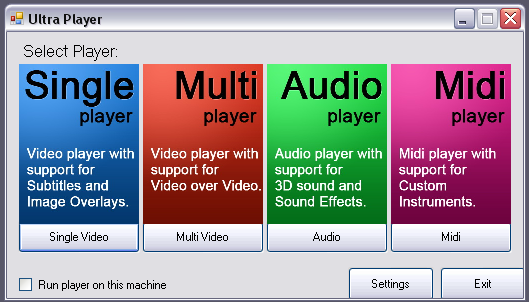 Ultra Player
Select Player:
Single
player
Video player with
support for
Subtitles and
Image Overlays.
Single Video
Multi
player
Video player with
support for
Video over Video.
Multi Video
Audio
player
Audio player with
support for
3D sound and
Sound Effects.
Audio
Midi
player
Midi player with
support for
Custom
Instruments.
Midi
Run player on this machine
Settings
Exit